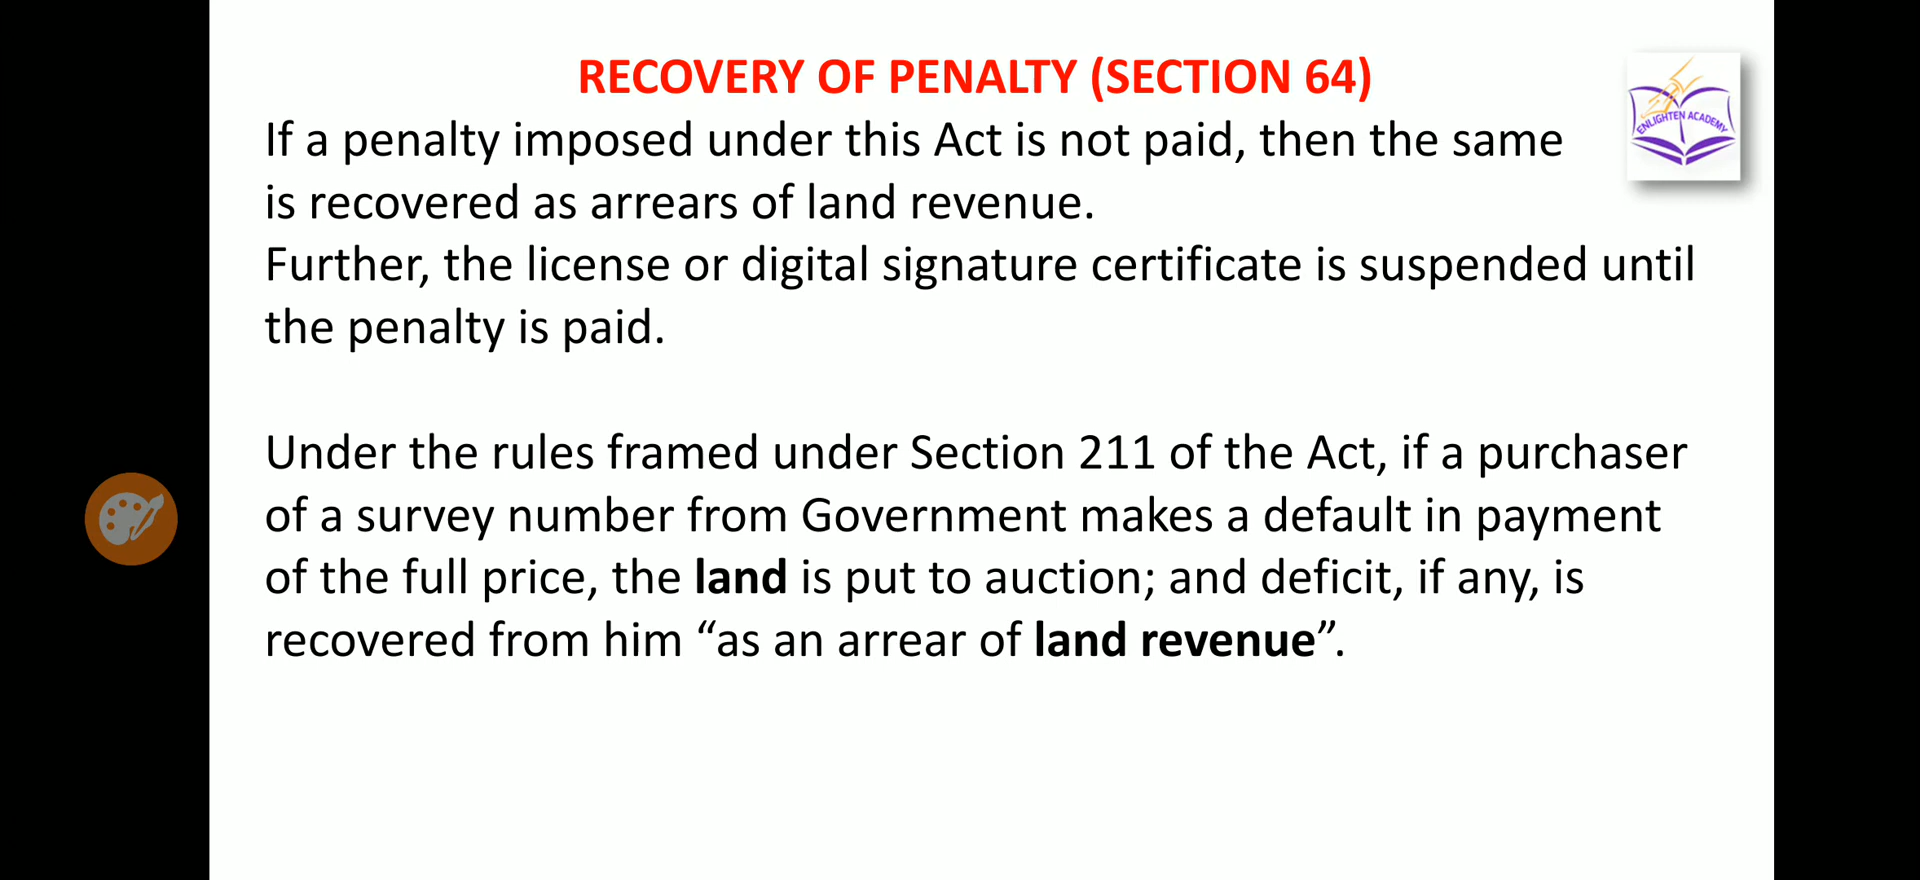 RECOVERY OF PENALTY (SECTION 64)
ENLIGHTEN ACADEMY
If a penalty imposed under this Act is not paid, then the same
is recovered as arrears of land revenue.
Further, the license or digital signature certificate is suspended until
the penalty is paid.
Under the rules framed under Section 211 of the Act, if a purchaser
of a survey number from Government makes a default in payment
of the full price, the land is put to auction; and deficit, if any, is
recovered from him “as an arrear of land revenue”.